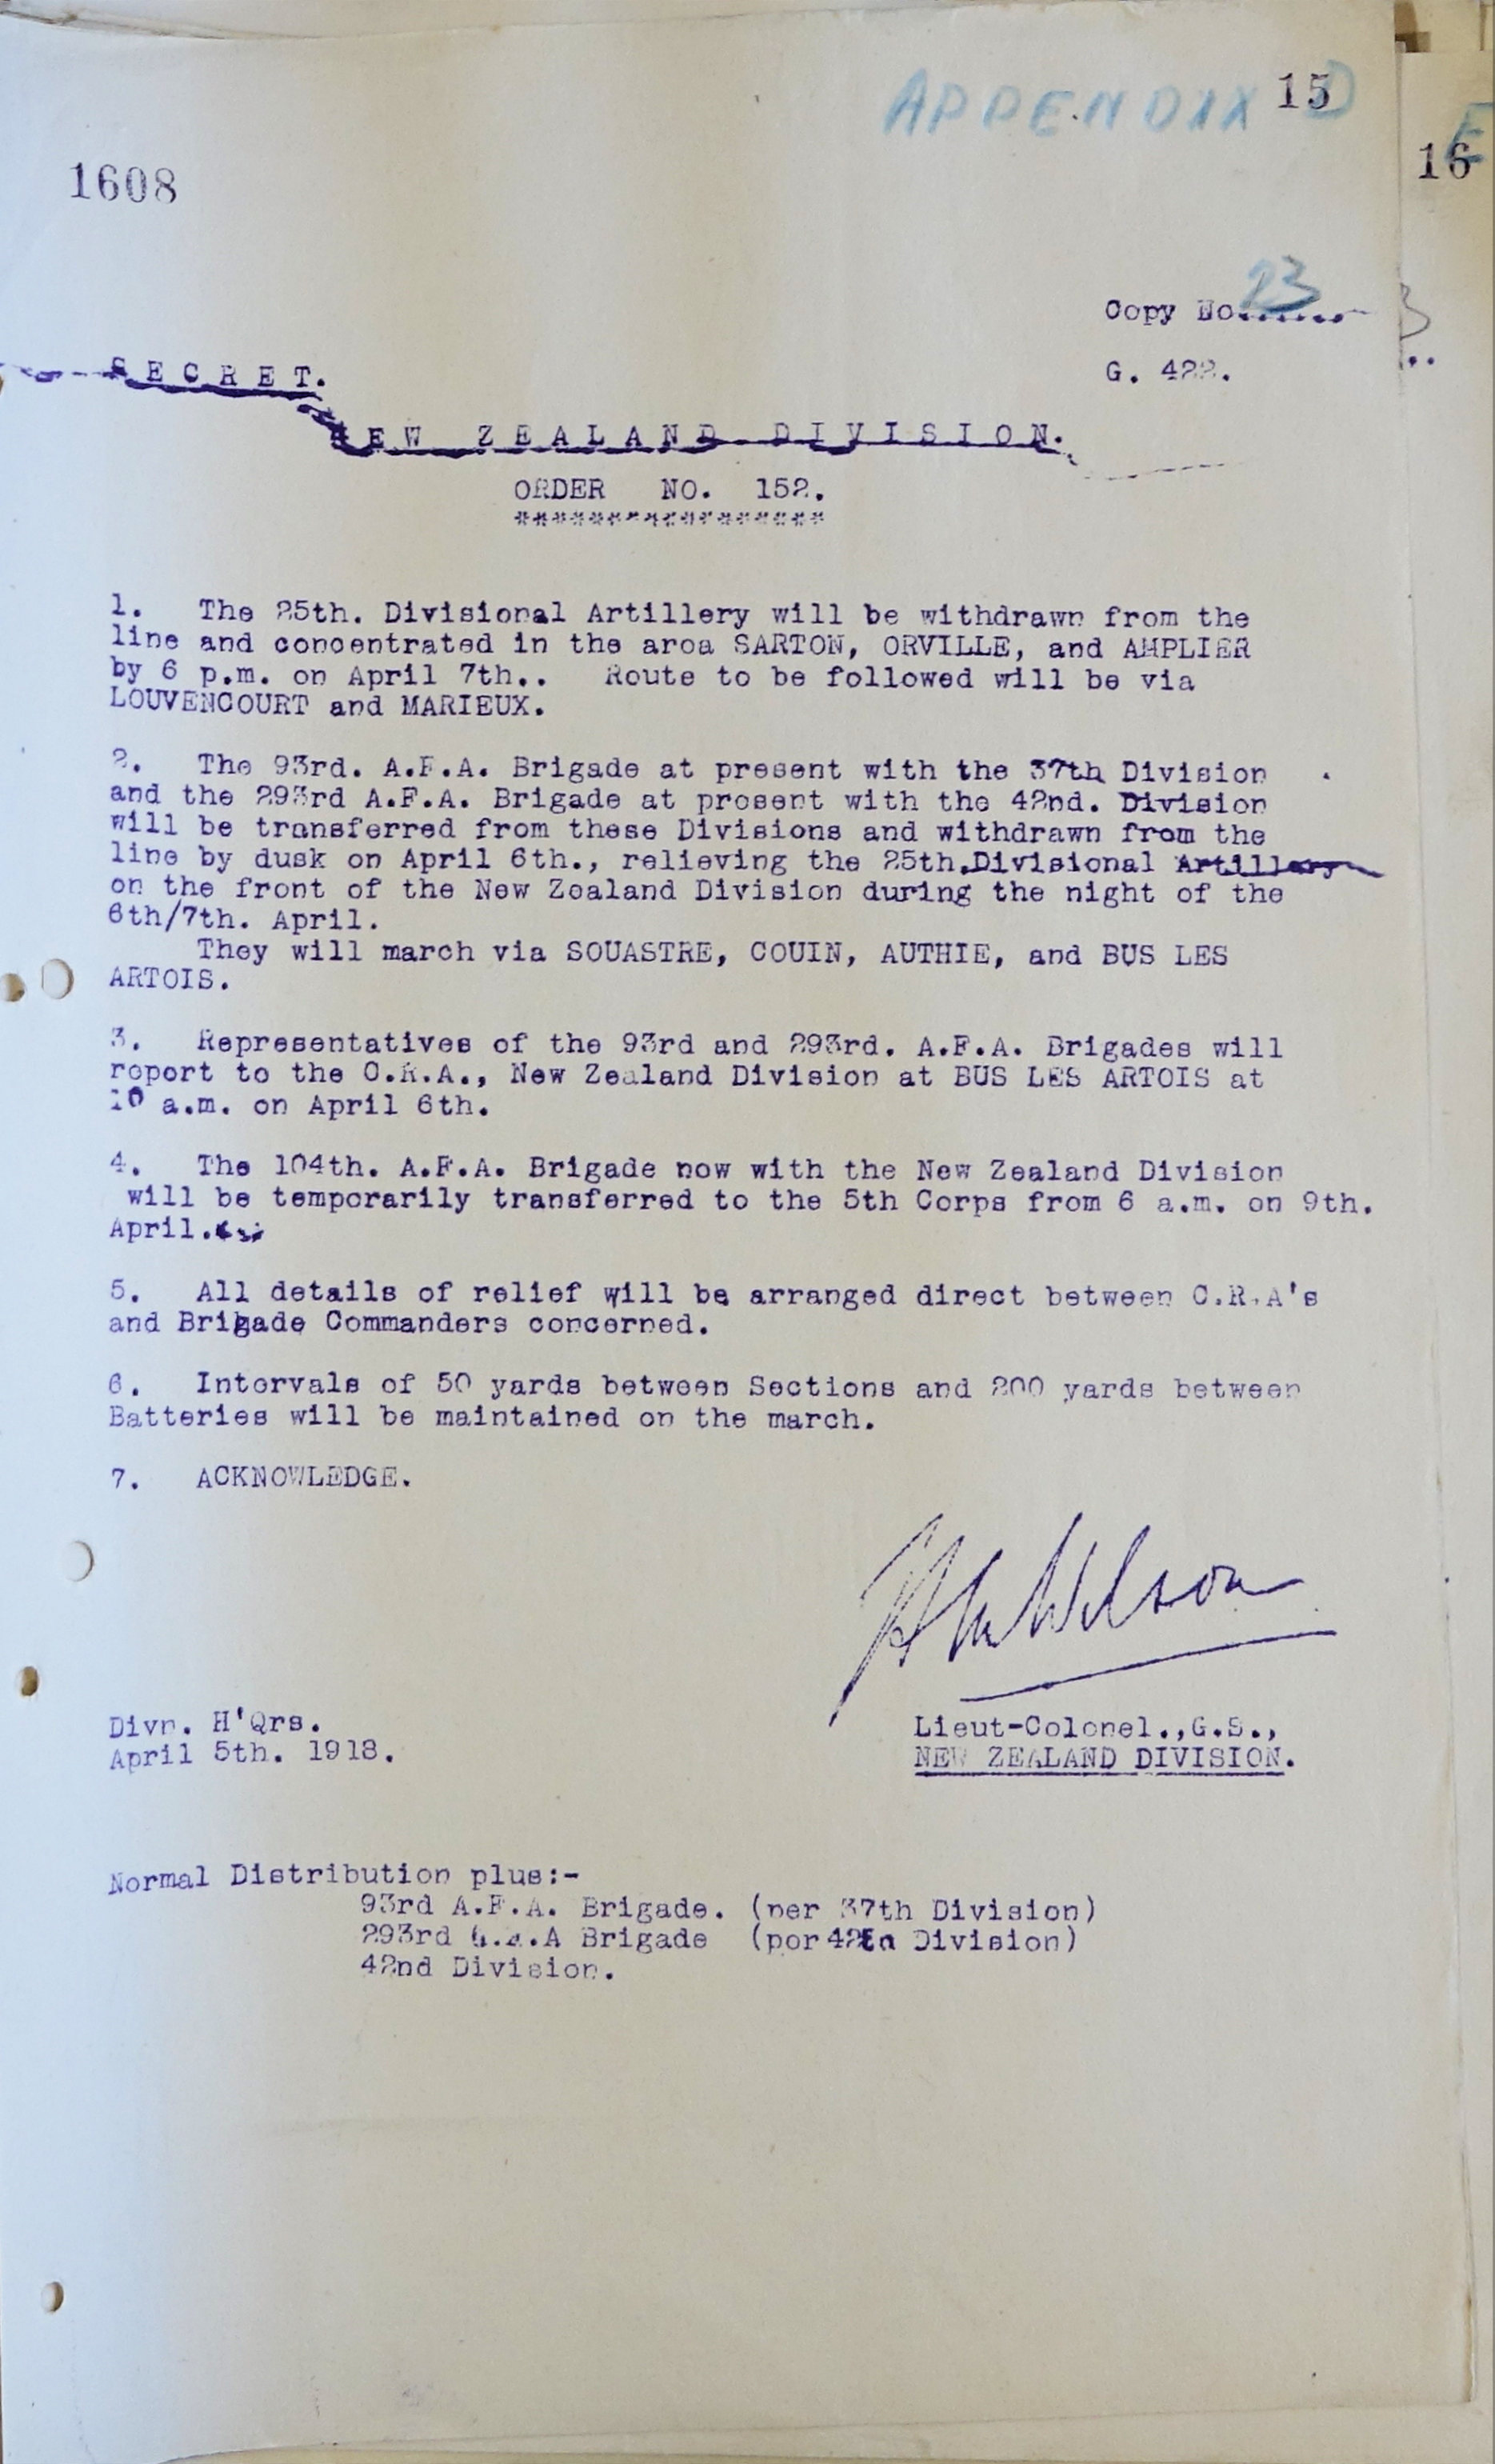 APPENDIX D
15
E
16
1608
23
Copy No.......
G. 422.
SECRET.
NEW ZEALAND DIVISION.
ORDER NO. 152.
*****************
1. The 25th. Divisional Artillery will be withdrawn from the
line and concentrated in the area SARTON, ORVILLE, and AMPLIER
by 6 p.m. on April 7th.. Route to be followed will be via
LOUVENCOURT and MARIEUX.
2. The 93rd. A.F.A. Brigade at present with the 37th Division
and the 293rd A.F.A. Brigade at present with the 42nd. Division
will be transferred from these Divisions and withdrawn from the
line by dusk on April 6th., relieving the 25th.Divisional Artillery
on the front of the New Zealand Division during the night of the
6th/7th. April.
They will march via SOUASTRE, COUIN, AUTHIE, and BUS LES
ARTOIS.
3. Representatives of the 93rd and 293rd. A.F.A. Brigades will
report to the C.R.A., New Zealand Division at BUS LES ARTOIS at
10 a.m. on April 6th.
4. The 104th. A.F.A. Brigade now with the New Zealand Division
will be temporarily transferred to the 5th Corps from 6 a.m. on 9th.
April.
5. All details of relief will be arranged direct between C.R.A's
and Brigade Commanders concerned.
6. Intervals of 50 yards between Sections and 200 yards between
Batteries will be maintained on the march.
7. ACKNOWLEDGE.
Wilson
Divn. H'Qrs.
April 5th. 1918.
Lieut-Colonel.,G.S.,
NEW ZEALAND DIVISION.
Normal Distribution plus:-
93rd A.F.A. Brigade. (per 37th Division)
293rd A.F.A Brigade (per 42n Division)
42nd Division.